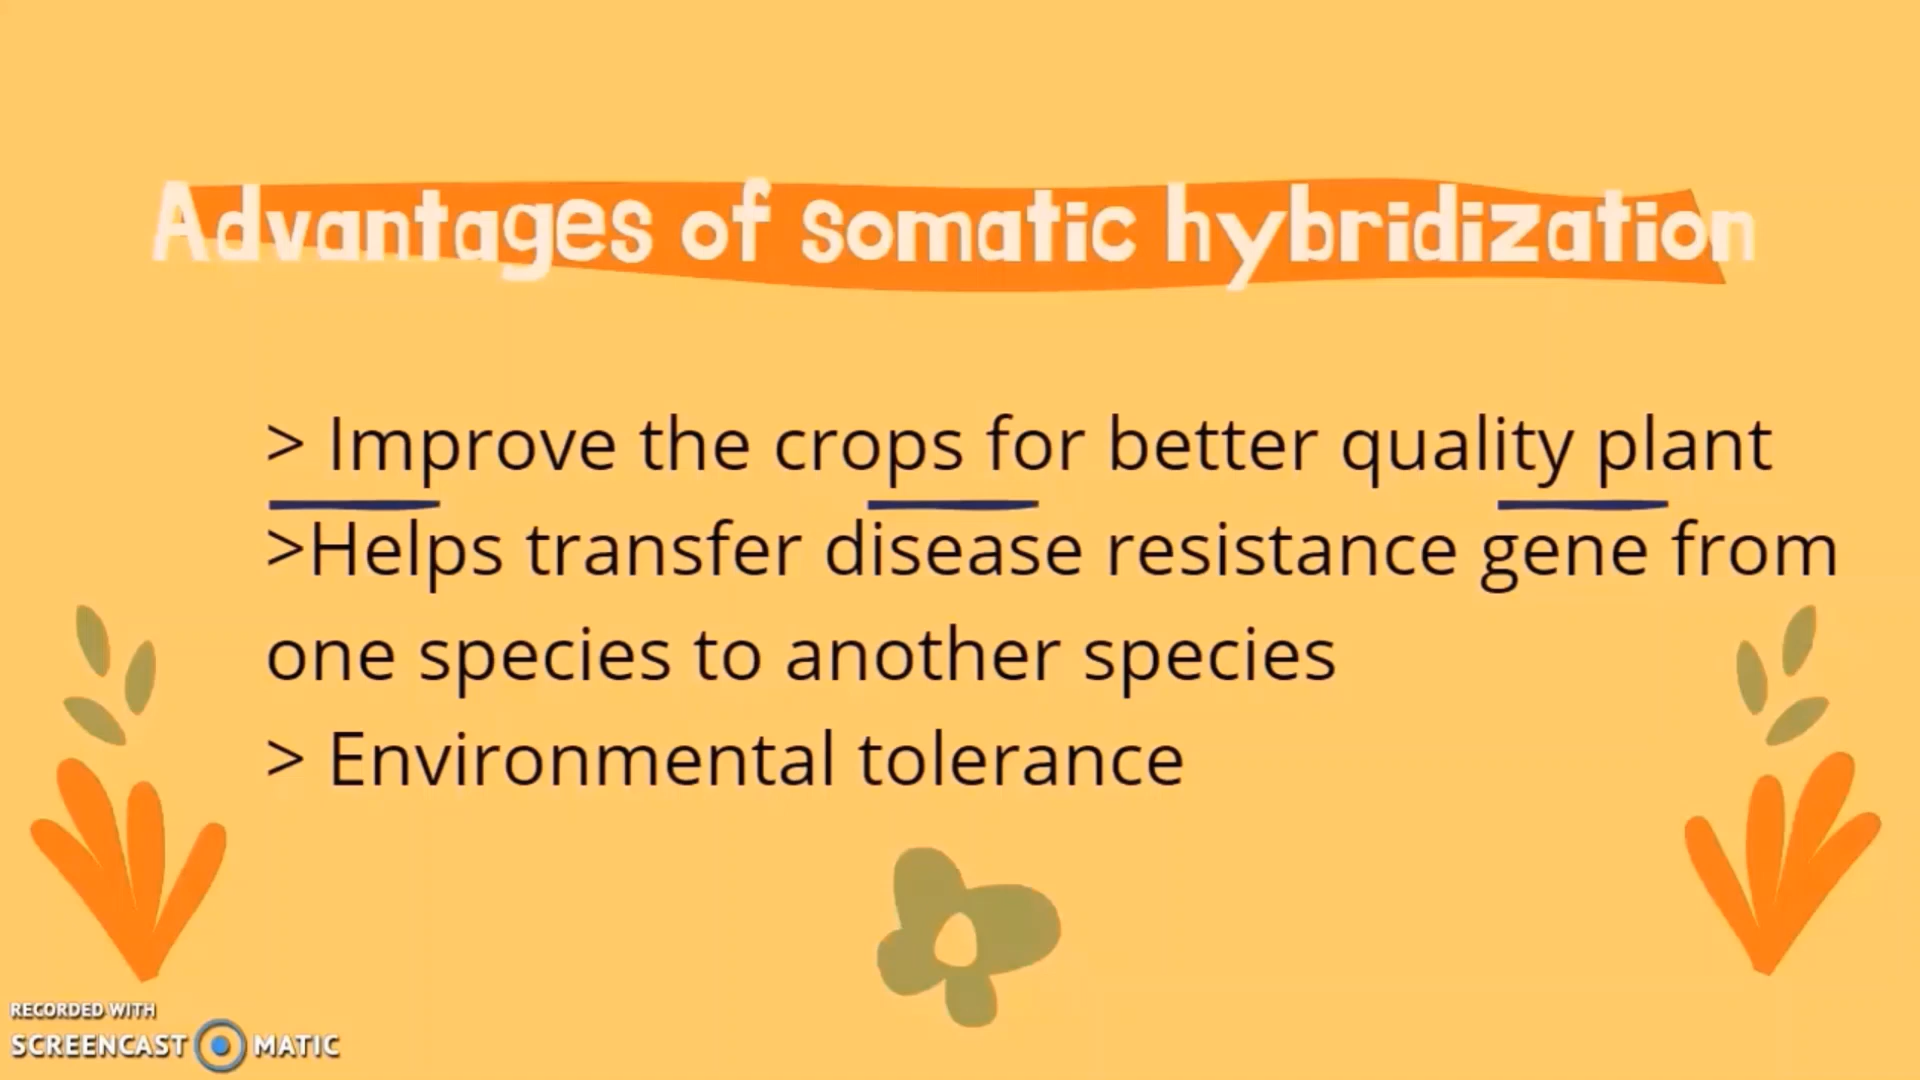 Advantages of somatic hybridization
> Improve the crops for better quality plant
>Helps transfer disease resistance gene from
one species to another species
> Environmental tolerance
RECORDED WITH
SCREENCAST MATIC